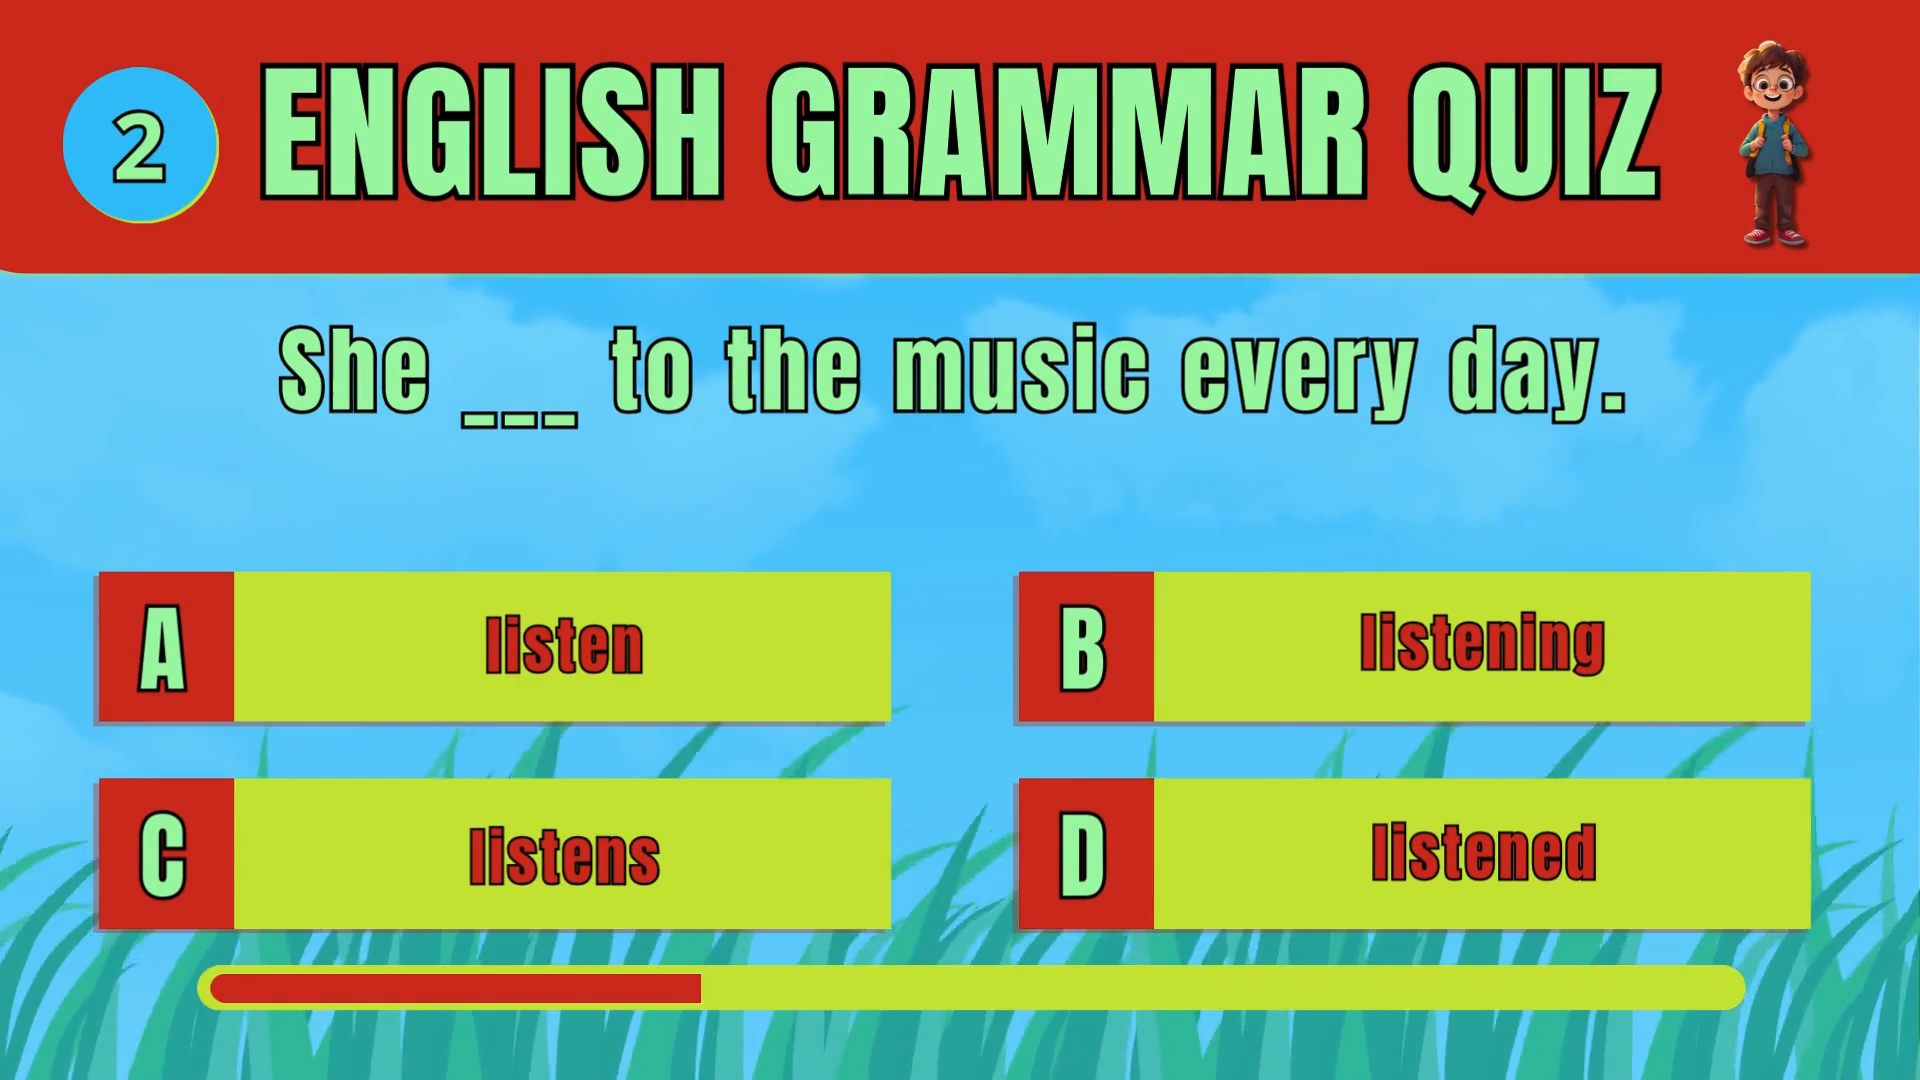 2
ENGLISH GRAMMAR QUIZ
She ___ to the music every day.
A
listen
B
listening
C
listens
D
listened